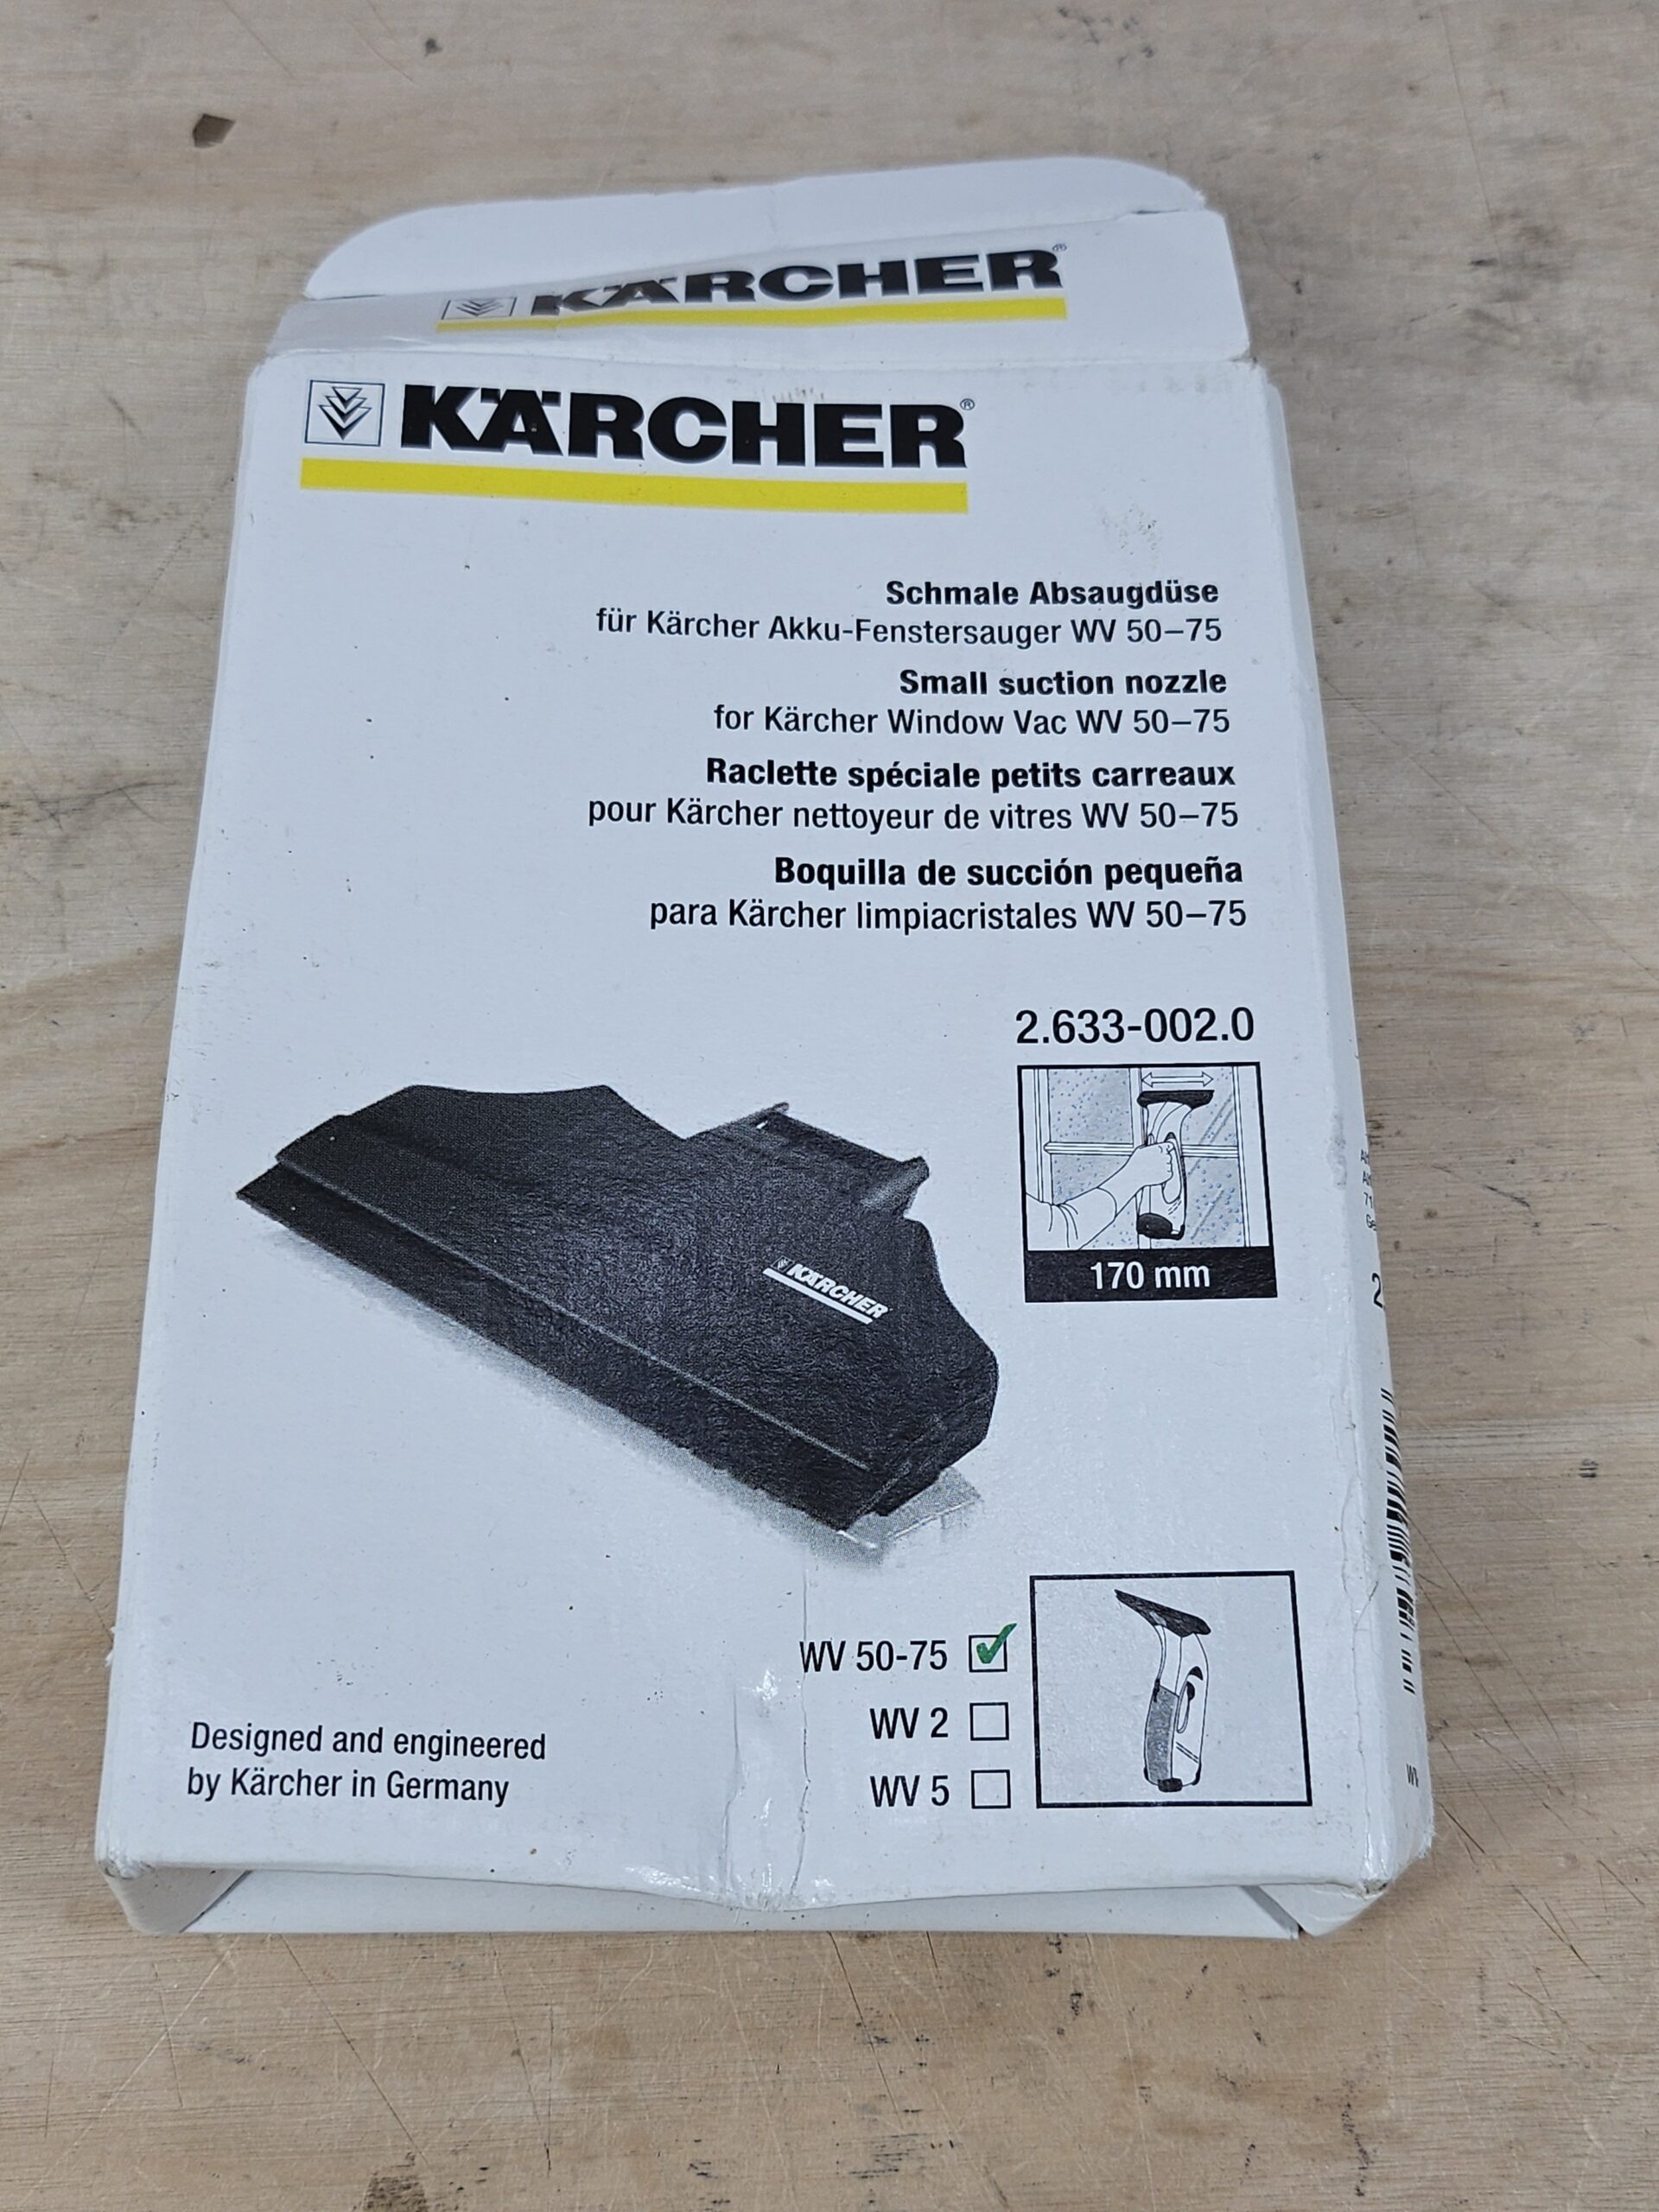 KÄRCHER®
KÄRCHER®
Schmale Absaugdüse
für Kärcher Akku-Fenstersauger WV 50–75
Small suction nozzle
for Kärcher Window Vac WV 50–75
Raclette spéciale petits carreaux
pour Kärcher nettoyeur de vitres WV 50–75
Boquilla de succión pequeña
para Kärcher limpiacristales WV 50–75
2.633-002.0
170 mm
KÄRCHER
WV 50-75
WV 2
WV 5
Designed and engineered
by Kärcher in Germany